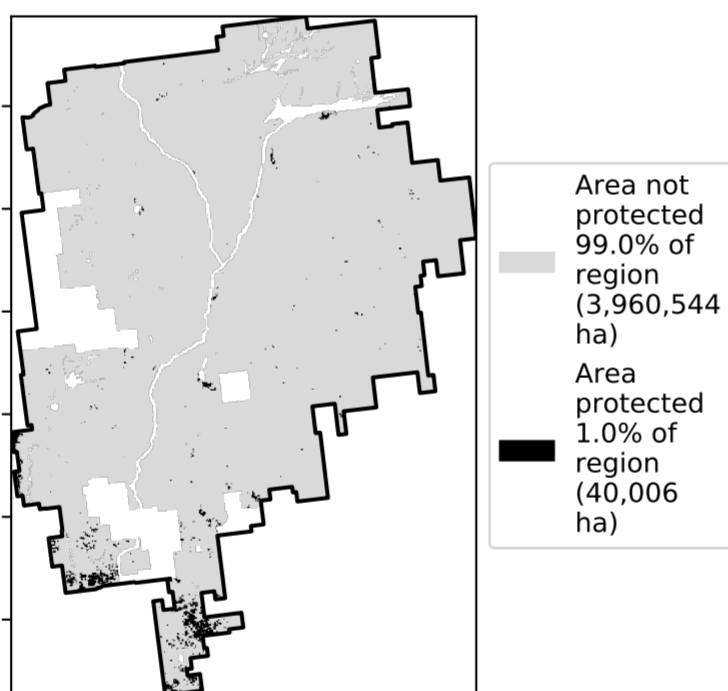 Area not
protected
99.0% of
region
(3,960,544
ha)
Area
protected
1.0% of
region
(40,006
ha)